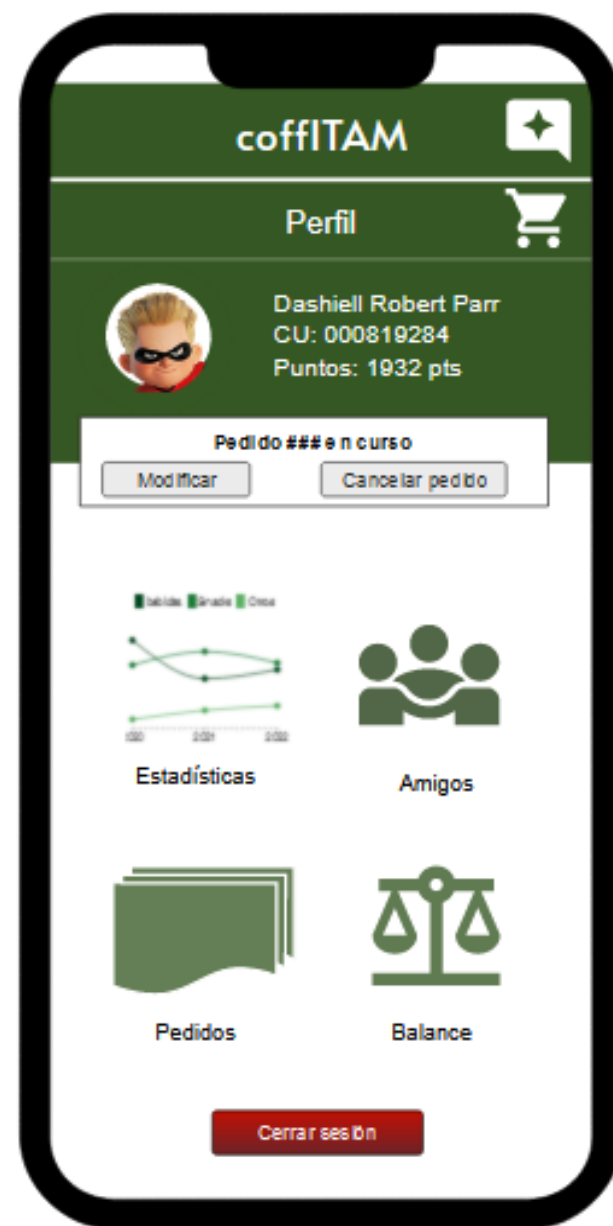 coffITAM
Perfil
Dashiell Robert Parr
CU: 000819284
Puntos: 1932 pts
Pedido ### en curso
Modificar
Cancelar pedido
Estadísticas
Amigos
Pedidos
Balance
Cerrar sesión